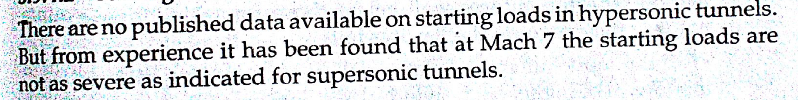 There are no published data available on starting loads in hypersonic tunnels.
But from experience it has been found that at Mach 7 the starting loads are
not as severe as indicated for supersonic tunnels.